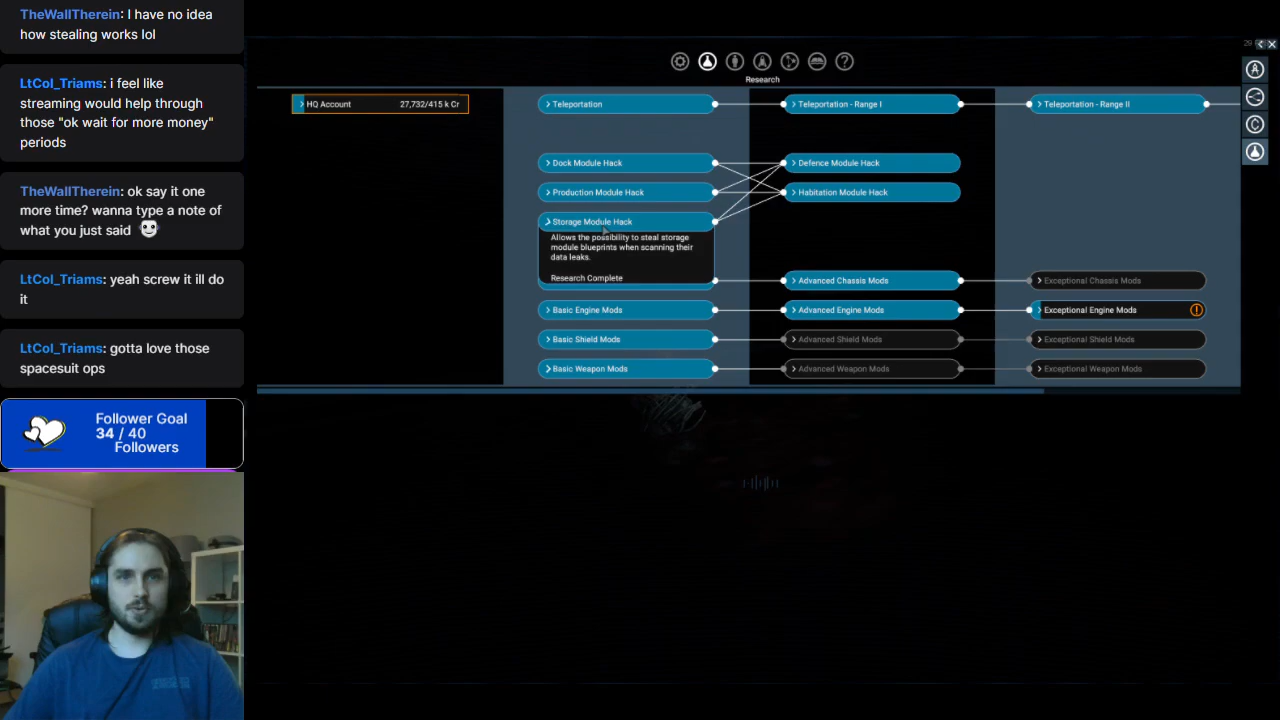 TheWallTherein: I have no idea
how stealing works lol
LtCol_Triams: i feel like
streaming would help through
those "ok wait for more money"
periods
TheWallTherein: ok say it one
more time? wanna type a note of
what you just said
LtCol_Triams: yeah screw it ill do
it
LtCol_Triams: gotta love those
spacesuit ops
Follower Goal
34 / 40
Followers
Research
HQ Account 27,732/415 k Cr
Teleportation
Teleportation - Range I
Teleportation - Range II
Dock Module Hack
Defence Module Hack
Production Module Hack
Habitation Module Hack
Storage Module Hack
Allows the possibility to steal storage
module blueprints when scanning their
data leaks.
Research Complete
Advanced Chassis Mods
Exceptional Chassis Mods
Basic Engine Mods
Advanced Engine Mods
Exceptional Engine Mods
Basic Shield Mods
Advanced Shield Mods
Exceptional Shield Mods
Basic Weapon Mods
Advanced Weapon Mods
Exceptional Weapon Mods